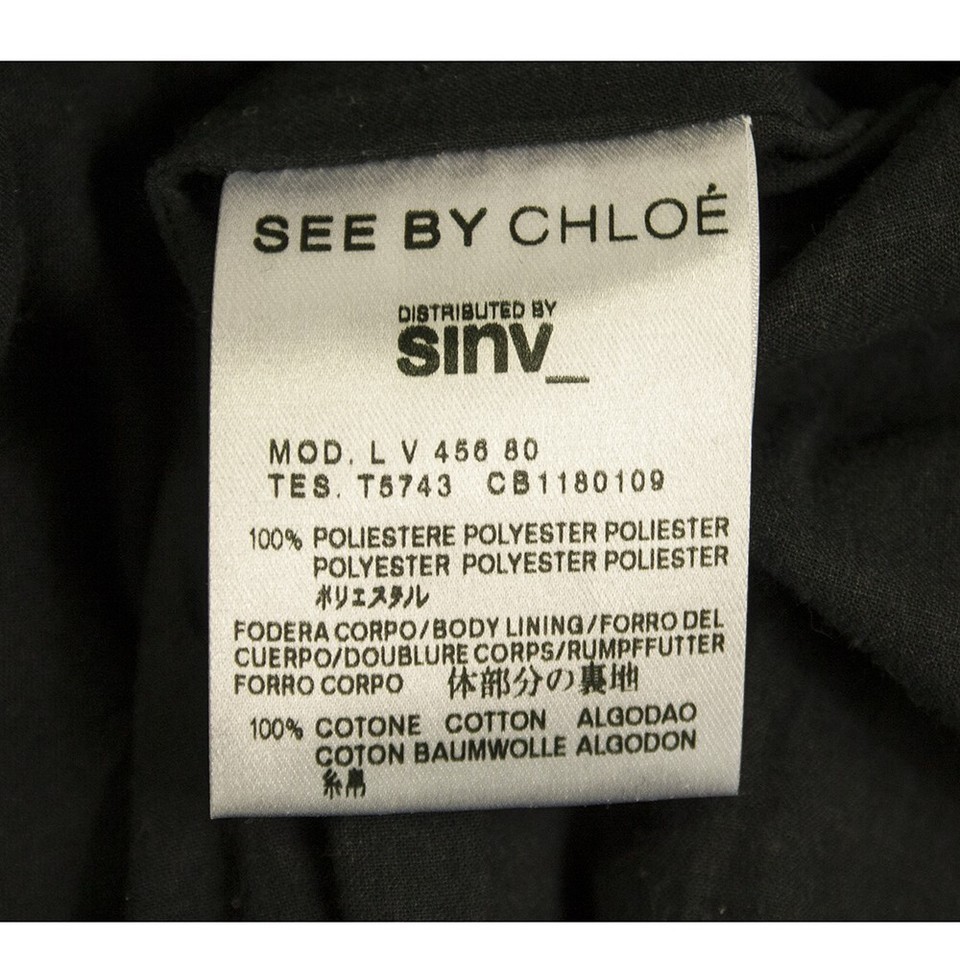 SEE BY CHLOÉ
DISTRIBUTED BY
sinv_
MOD. L V 456 80
TES. T5743 CB1180109
100% POLIESTERE POLYESTER POLIESTER
POLYESTER POLYESTER POLIESTER
ポリエステル
FODERA CORPO/BODY LINING/FORRO DEL
CUERPO/DOUBLURE CORPS/RUMPFFUTTER
FORRO CORPO 体部分の裏地
100% COTONE COTTON ALGODAO
COTON BAUMWOLLE ALGODON
糸帛